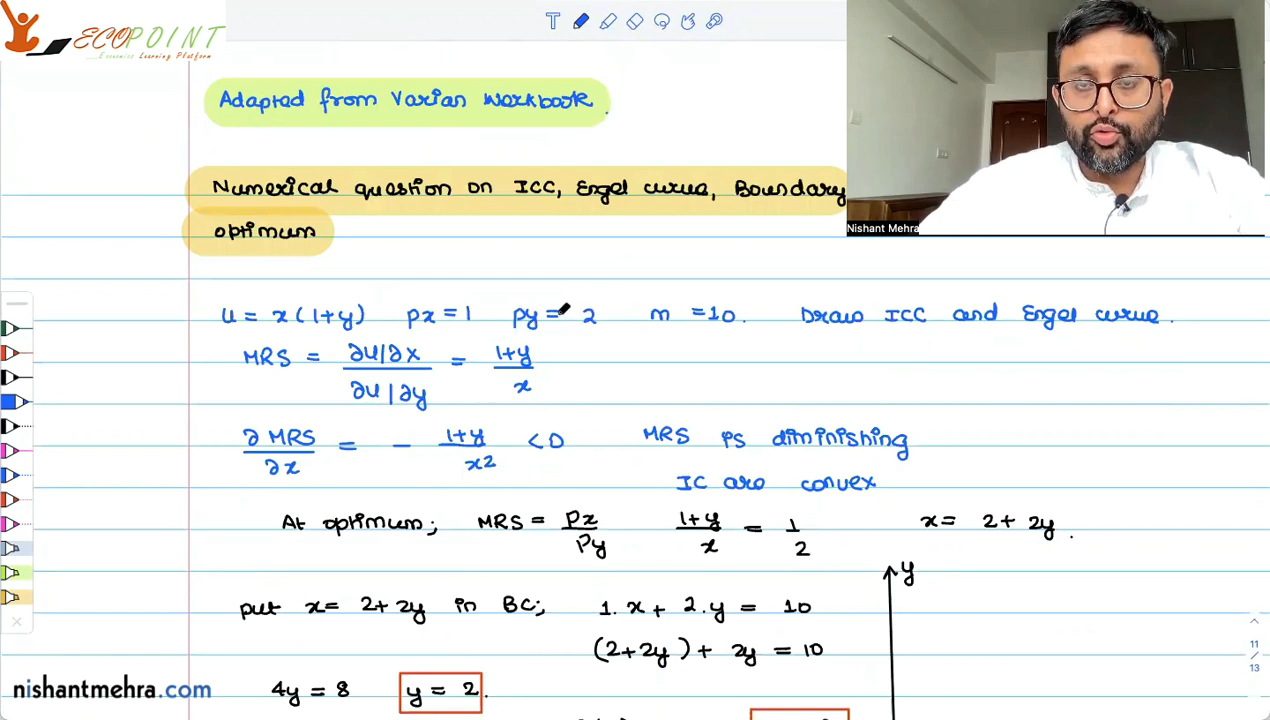 ECOPOINT
Economics Learning Platform
Adapted from Varian Workbook.
Numerical question on ICC, Engel curve, Boundary
optimum
Nishant Mehra
U = x(1+y) px = 1 py = 2 m = 10. Draw ICC and Engel curve.
MRS = ∂U|∂x / ∂U|∂y = 1+y / x
∂MRS / ∂x = - 1+y / x2 <0 MRS is diminishing
IC are convex
At optimum; MRS = px / py 1+y / x = 1 / 2 x = 2+2y.
y
put x = 2+2y in BC; 1.x + 2.y = 10
(2+2y) + 2y = 10
4y = 8 y = 2.
11
/
13
nishantmehra.com